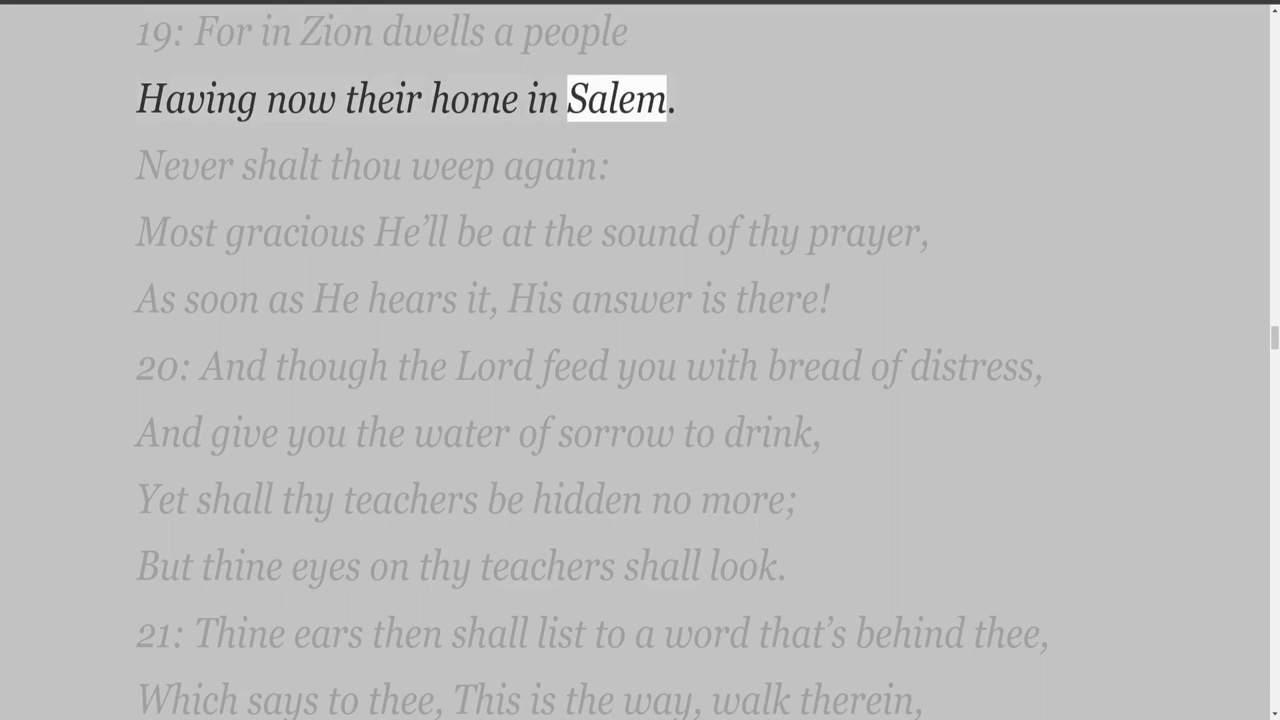 19: For in Zion dwells a people
Having now their home in Salem.
Never shalt thou weep again:
Most gracious He’ll be at the sound of thy prayer,
As soon as He hears it, His answer is there!
20: And though the Lord feed you with bread of distress,
And give you the water of sorrow to drink,
Yet shall thy teachers be hidden no more;
But thine eyes on thy teachers shall look.
21: Thine ears then shall list to a word that’s behind thee,
Which says to thee, This is the way, walk therein,